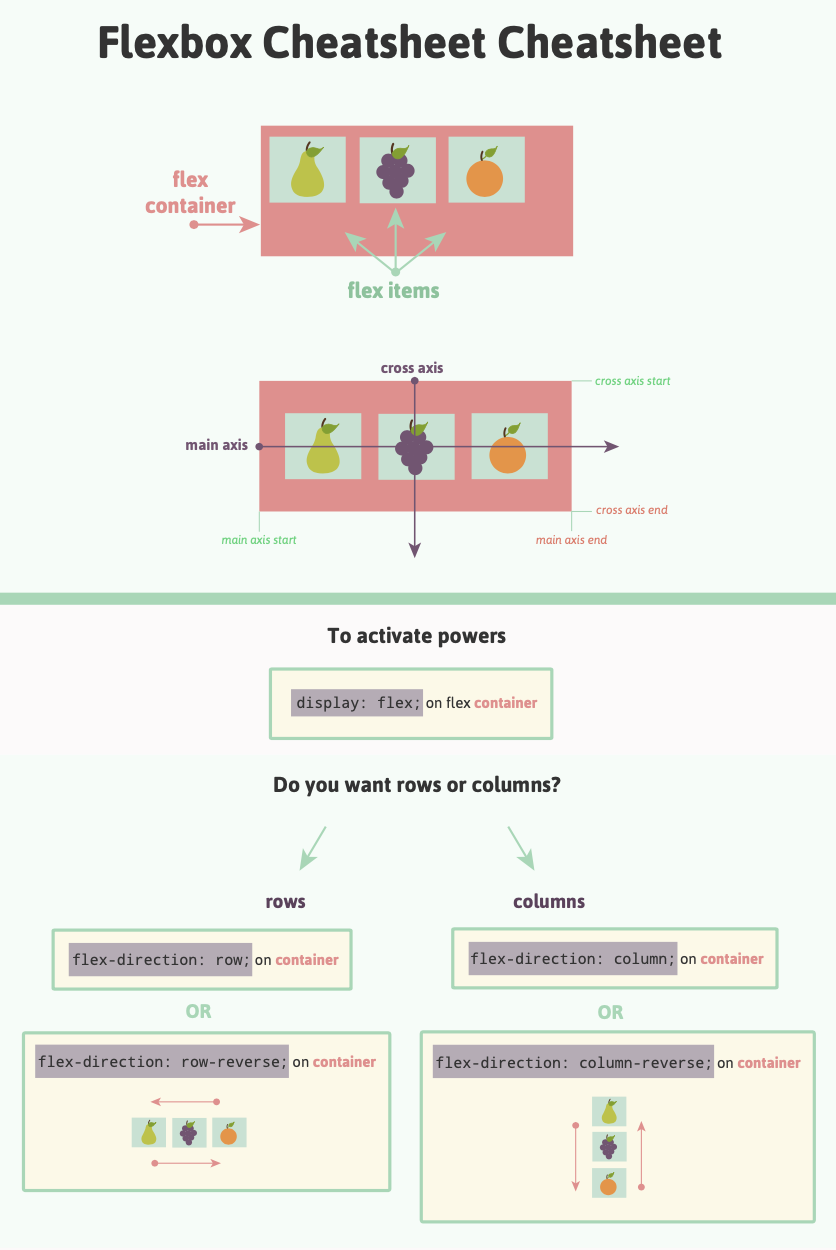 Flexbox Cheatsheet Cheatsheet
flex
container
flex items
cross axis
cross axis start
main axis
cross axis end
main axis start
main axis end
To activate powers
display: flex; on flex container
Do you want rows or columns?
rows
columns
flex-direction: row; on container
flex-direction: column; on container
OR
OR
flex-direction: row-reverse; on container
flex-direction: column-reverse; on container